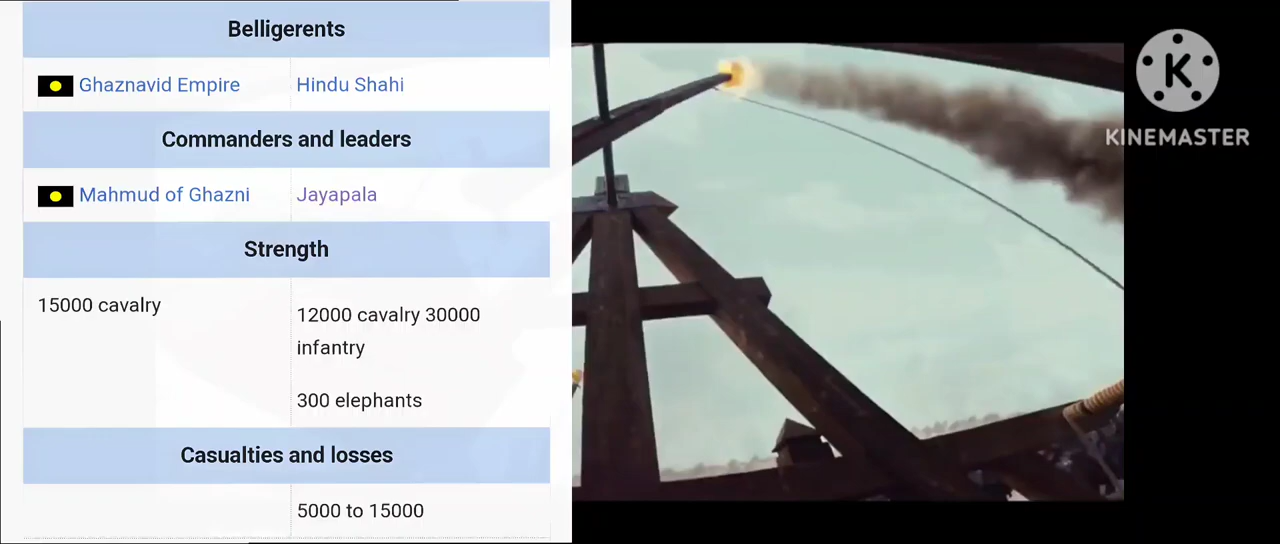 Belligerents
Ghaznavid Empire
Hindu Shahi
Commanders and leaders
Mahmud of Ghazni
Jayapala
Strength
15000 cavalry
12000 cavalry 30000
infantry
300 elephants
Casualties and losses
5000 to 15000
K
KINEMASTER